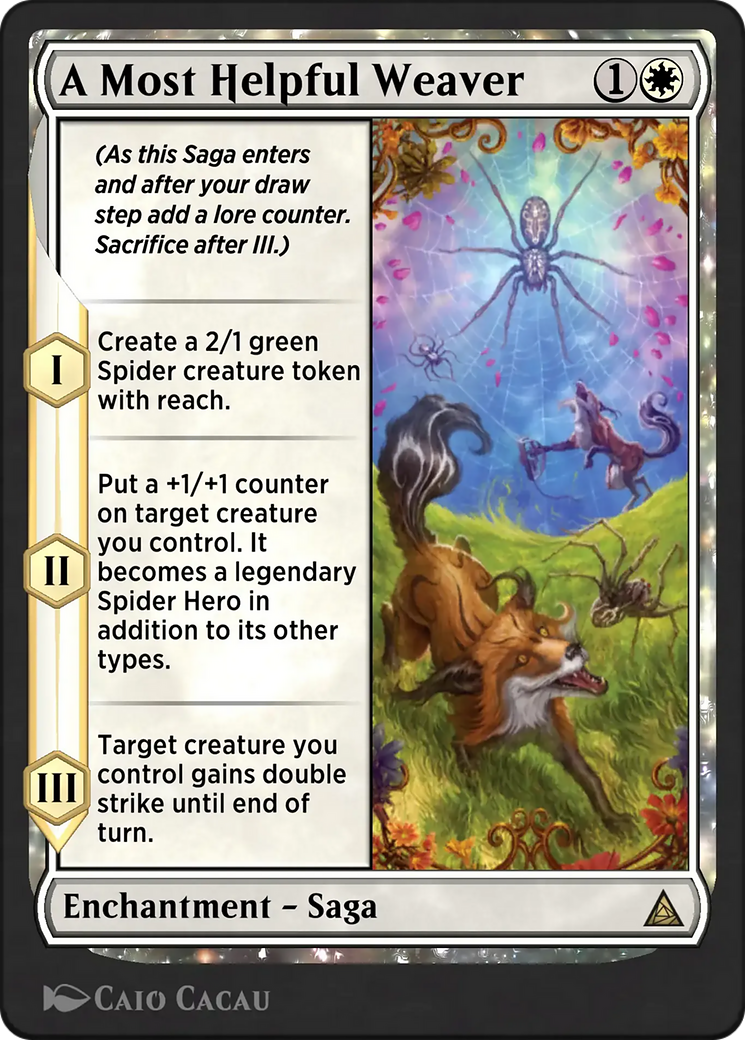 A Most Helpful Weaver 1
(As this Saga enters
and after your draw
step add a lore counter.
Sacrifice after III.)
I
Create a 2/1 green
Spider creature token
with reach.
II
Put a +1/+1 counter
on target creature
you control. It
becomes a legendary
Spider Hero in
addition to its other
types.
III
Target creature you
control gains double
strike until end of
turn.
Enchantment – Saga
Caio Cacau